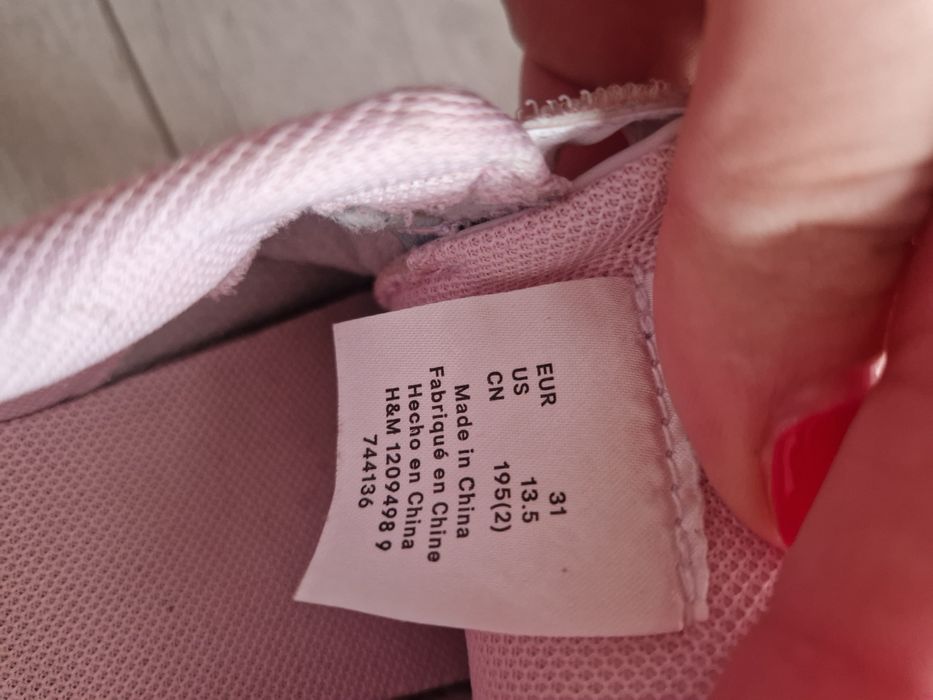 EUR 31
US 13.5
CN 195(2)
Made in China
Fabriqué en Chine
Hecho en China
H&M 1209498 9
744136